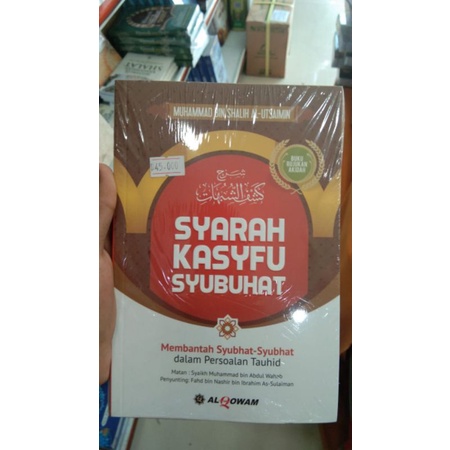 MUHAMMAD BIN SHALIH AL-UTSAIMIN
45.000
BUKU
RUJUKAN
AKIDAH
شرح
كشف الشبهات
SYARAH
KASYFU
SYUBUHAT
Membantah Syubhat-Syubhat
dalam Persoalan Tauhid
Matan : Syaikh Muhammad bin Abdul Wahab
Penyunting: Fahd bin Nashir bin Ibrahim As-Sulaiman
ALQOWAM